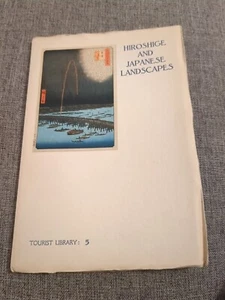 HIROSHIGE
AND
JAPANESE
LANDSCAPES
TOURIST LIBRARY: 5